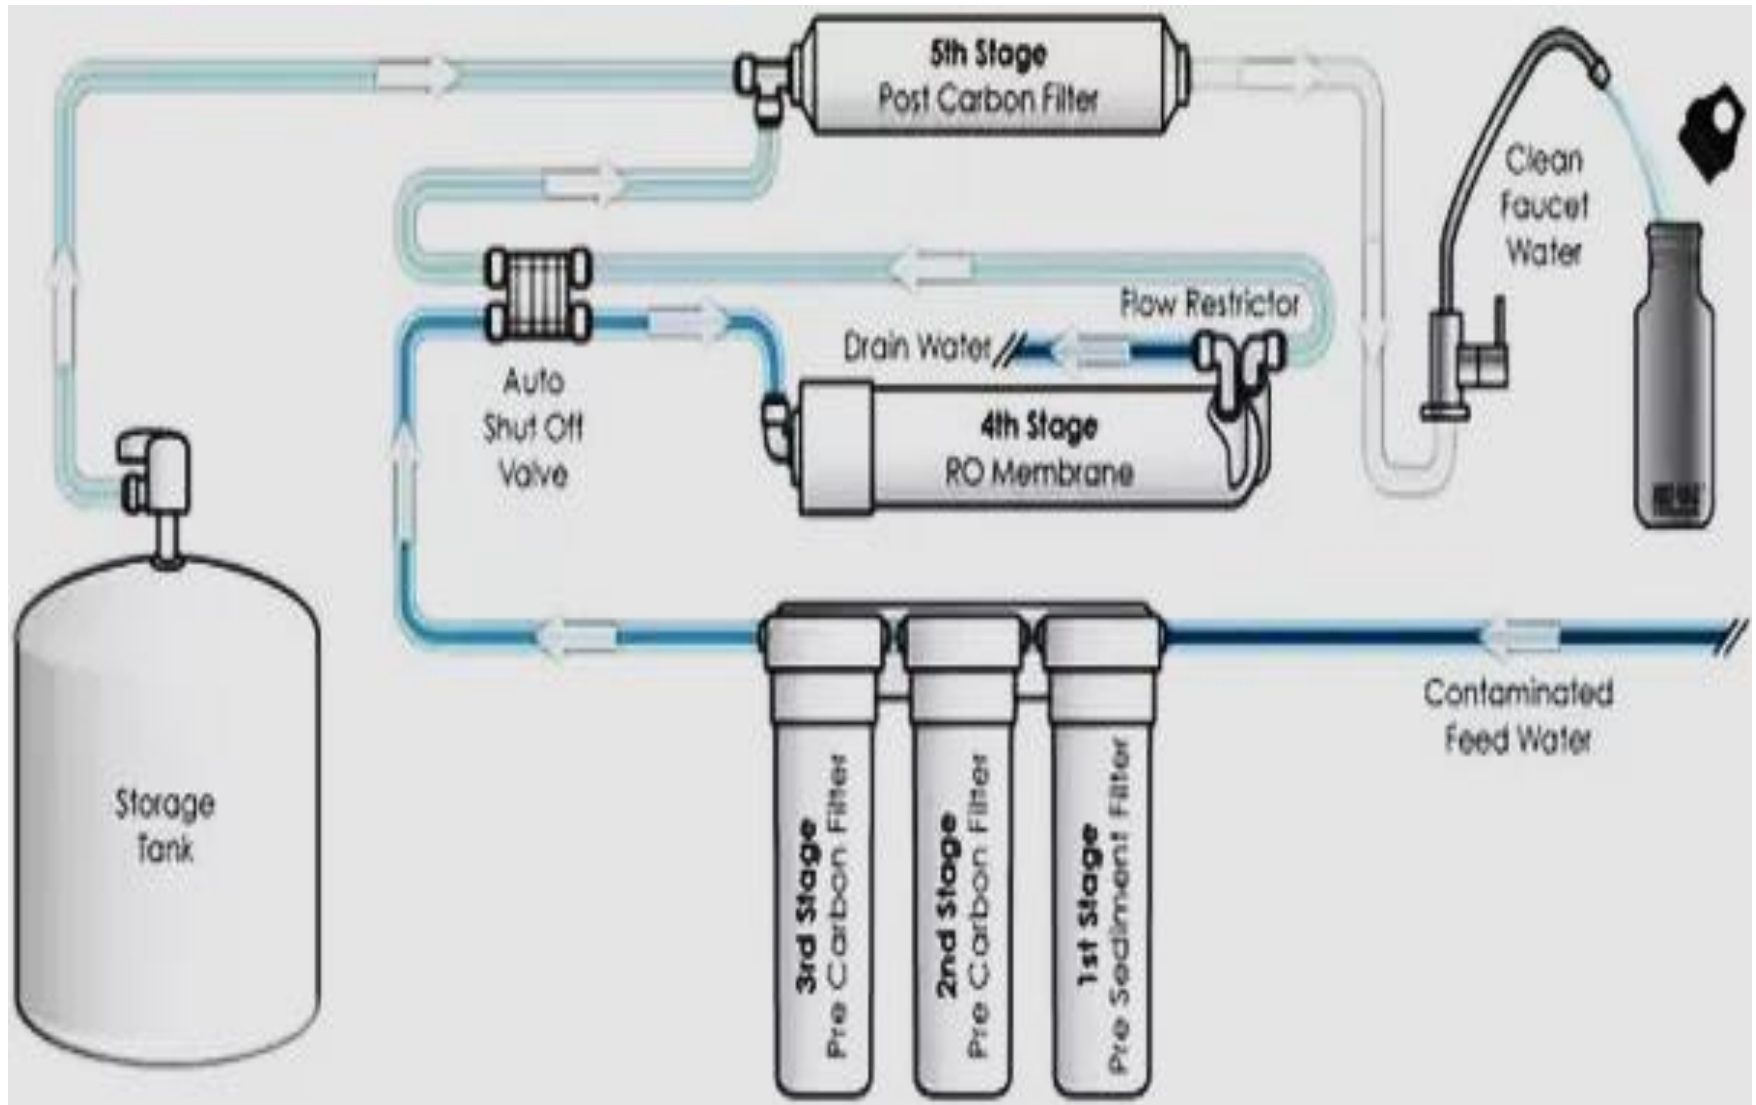 5th Stage
Post Carbon Filter
Clean
Faucet
Water
Flow Restrictor
Drain Water
Auto
Shut Off
Valve
4th Stage
RO Membrane
Contaminated
Feed Water
Storage
Tank
3rd Stage
Pre Carbon Filter
2nd Stage
Pre Carbon Filter
1st Stage
Pre Sediment Filter